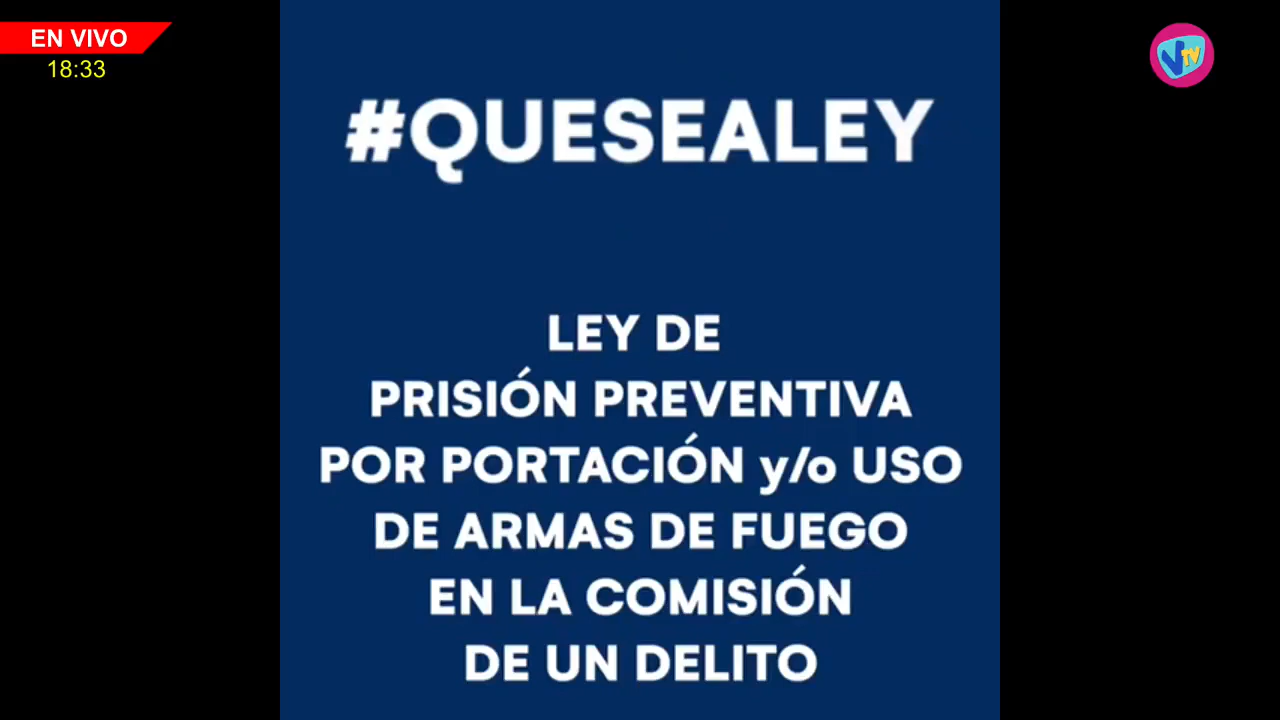 EN VIVO
18:33
VTV
#QUESEALEY
LEY DE
PRISIÓN PREVENTIVA
POR PORTACIÓN y/o USO
DE ARMAS DE FUEGO
EN LA COMISIÓN
DE UN DELITO